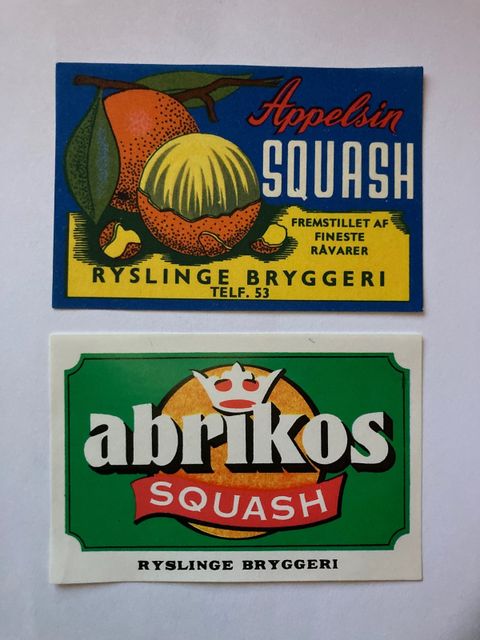 Appelsin
SQUASH
FREMSTILLET AF
FINESTE
RÅVARER
RYSLINGE BRYGGERI
TELF. 53
abrikos
SQUASH
RYSLINGE BRYGGERI